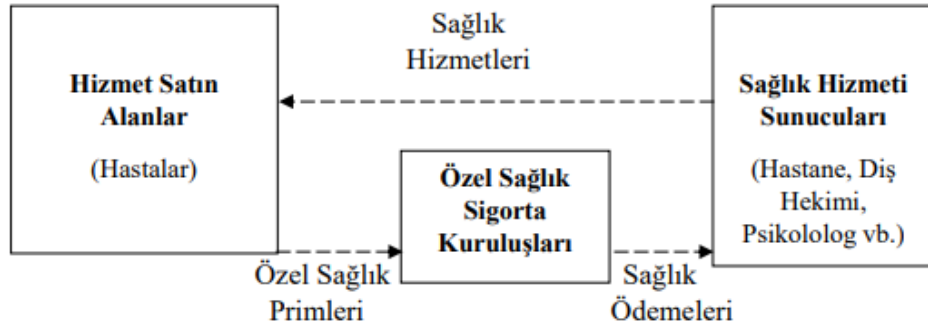 Sağlık
Hizmetleri
Hizmet Satın
Alanlar
(Hastalar)
Sağlık Hizmeti
Sunucuları
(Hastane, Diş
Hekimi,
Psikololog vb.)
Özel Sağlık
Sigorta
Kuruluşları
Özel Sağlık
Primleri
Sağlık
Ödemeleri